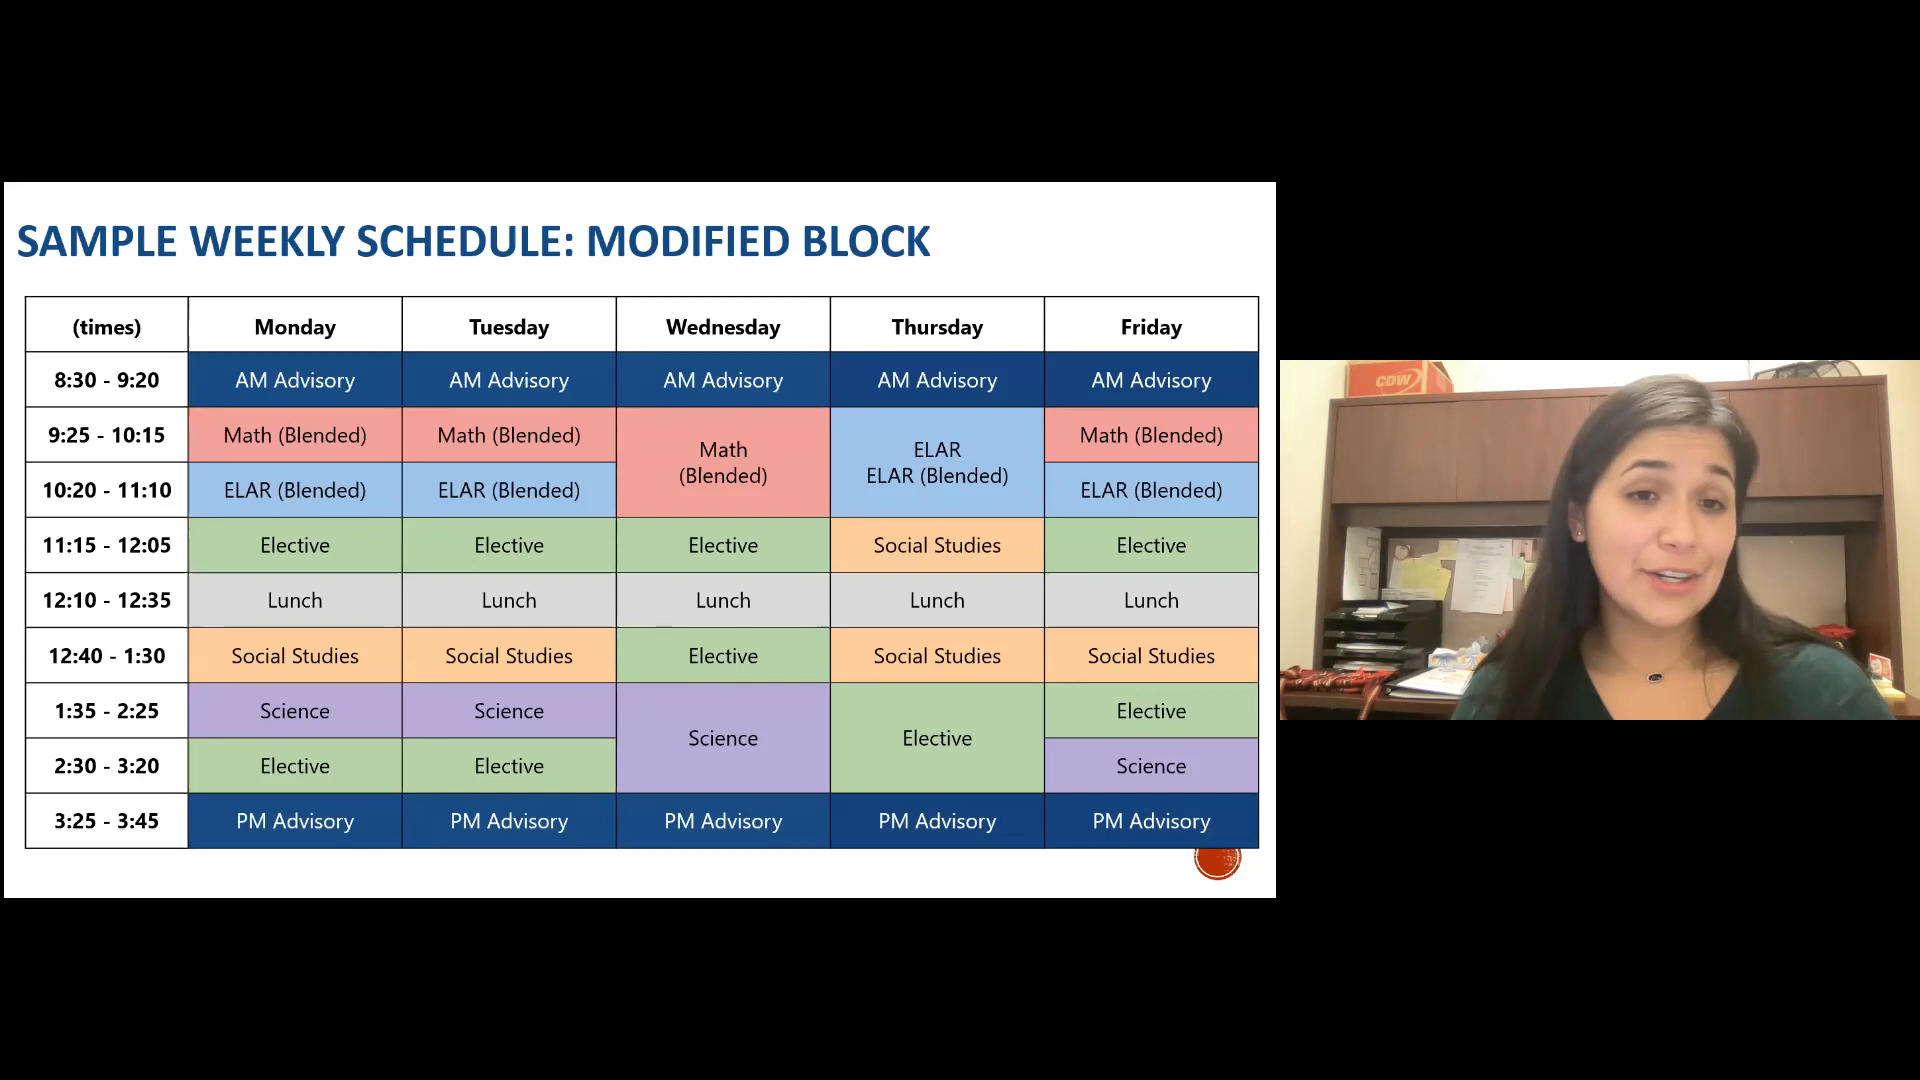 SAMPLE WEEKLY SCHEDULE: MODIFIED BLOCK
(times) Monday Tuesday Wednesday Thursday Friday
8:30 - 9:20 AM Advisory AM Advisory AM Advisory AM Advisory AM Advisory
9:25 - 10:15 Math (Blended) Math (Blended) Math (Blended)
Math
(Blended)
ELAR
ELAR (Blended)
10:20 - 11:10 ELAR (Blended) ELAR (Blended) ELAR (Blended)
11:15 - 12:05 Elective Elective Elective Social Studies Elective
12:10 - 12:35 Lunch Lunch Lunch Lunch Lunch
12:40 - 1:30 Social Studies Social Studies Elective Social Studies Social Studies
1:35 - 2:25 Science Science Elective
Science Elective
2:30 - 3:20 Elective Elective Science
3:25 - 3:45 PM Advisory PM Advisory PM Advisory PM Advisory PM Advisory
CDW